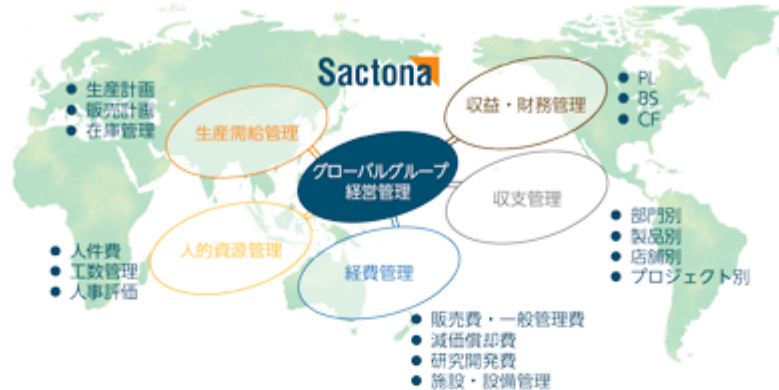 Sactona
生産計画
販売計画
在庫管理
生産需給管理
収益・財務管理
PL
BS
CF
グローバルグループ
経営管理
収支管理
部門別
製品別
店舗別
プロジェクト別
人的資源管理
人件費
工数管理
人事評価
経費管理
販売費・一般管理費
減価償却費
研究開発費
施設・設備管理